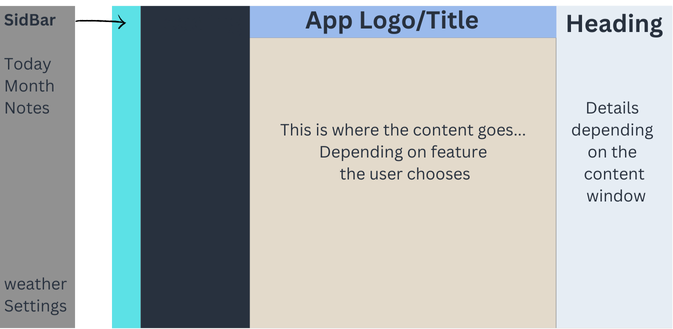 SidBar
Today
Month
Notes
weather
Settings
App Logo/Title
This is where the content goes...
Depending on feature
the user chooses
Heading
Details
depending
on the
content
window